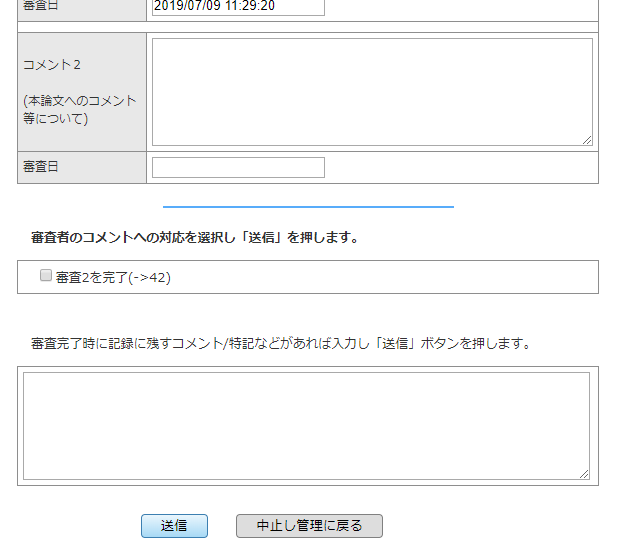 審査日
2019/07/09 11:29:20
コメント２
(本論文へのコメント
等について)
審査日
審査者のコメントへの対応を選択し「送信」を押します。
審査2を完了(->42)
審査完了時に記録に残すコメント/特記などがあれば入力し「送信」ボタンを押します。
送信
中止し管理に戻る